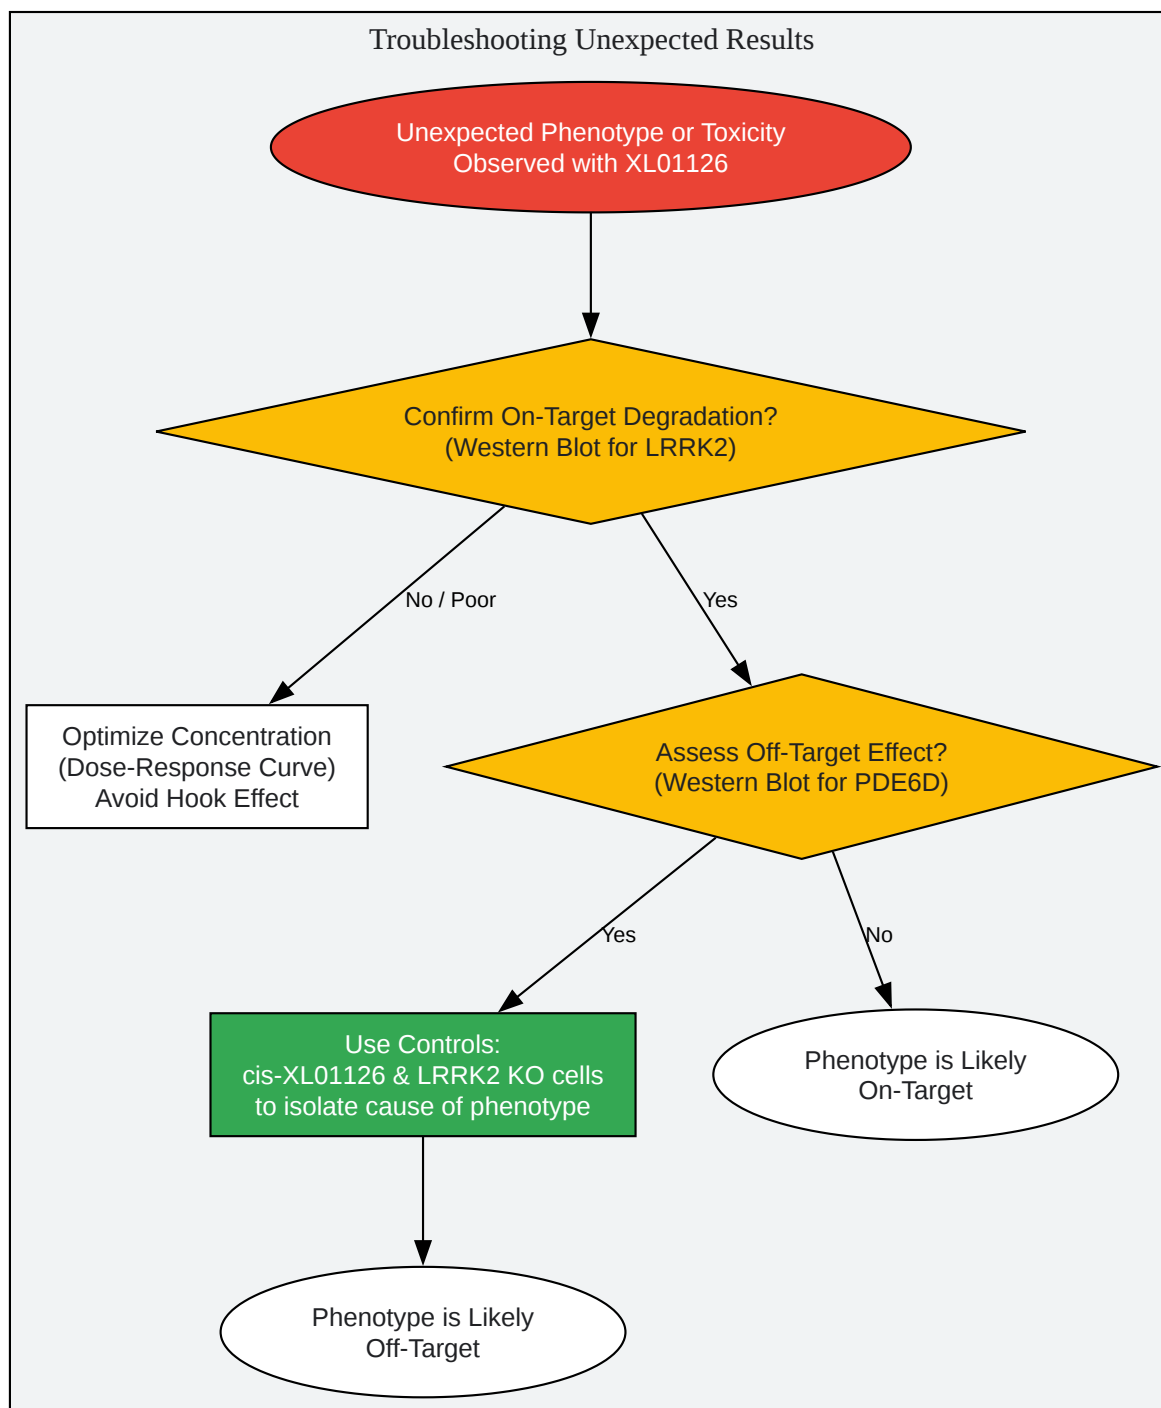 Troubleshooting Unexpected Results
Unexpected Phenotype or Toxicity
Observed with XL01126
Confirm On-Target Degradation?
(Western Blot for LRRK2)
No / Poor
Yes
Optimize Concentration
(Dose-Response Curve)
Avoid Hook Effect
Assess Off-Target Effect?
(Western Blot for PDE6D)
Yes
No
Use Controls:
cis-XL01126 & LRRK2 KO cells
to isolate cause of phenotype
Phenotype is Likely
On-Target
Phenotype is Likely
Off-Target